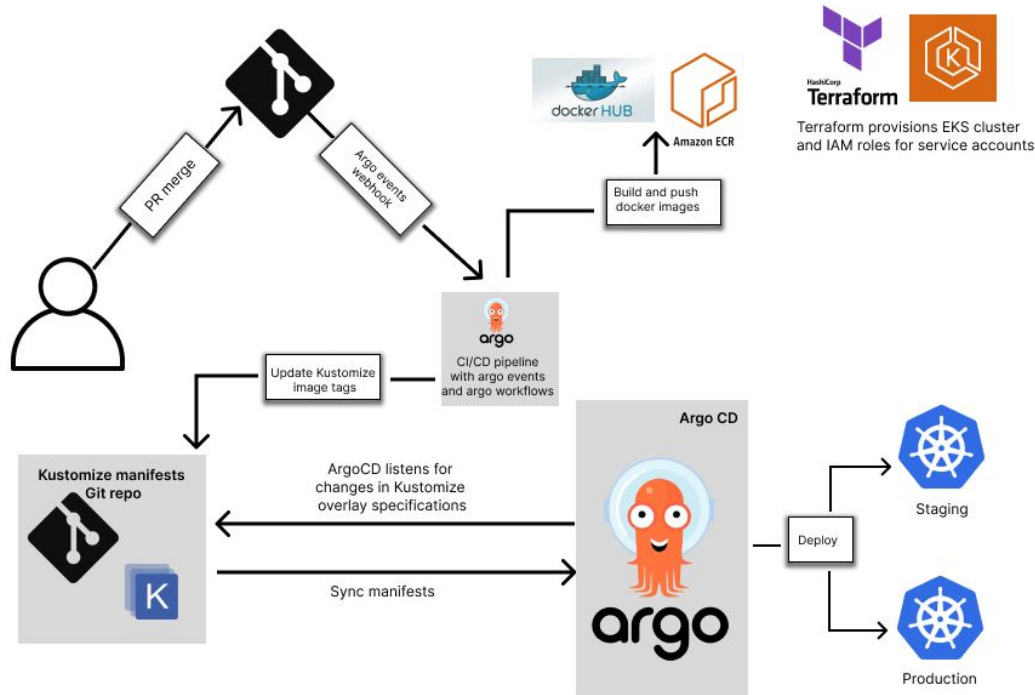 PR merge
Argo events
webhook
docker HUB
Amazon ECR
HashiCorp
Terraform
Terraform provisions EKS cluster
and IAM roles for service accounts
Build and push
docker images
argo
CI/CD pipeline
with argo events
and argo workflows
Update Kustomize
image tags
Kustomize manifests
Git repo
K
ArgoCD listens for
changes in Kustomize
overlay specifications
Sync manifests
Argo CD
argo
Deploy
Staging
Production
K